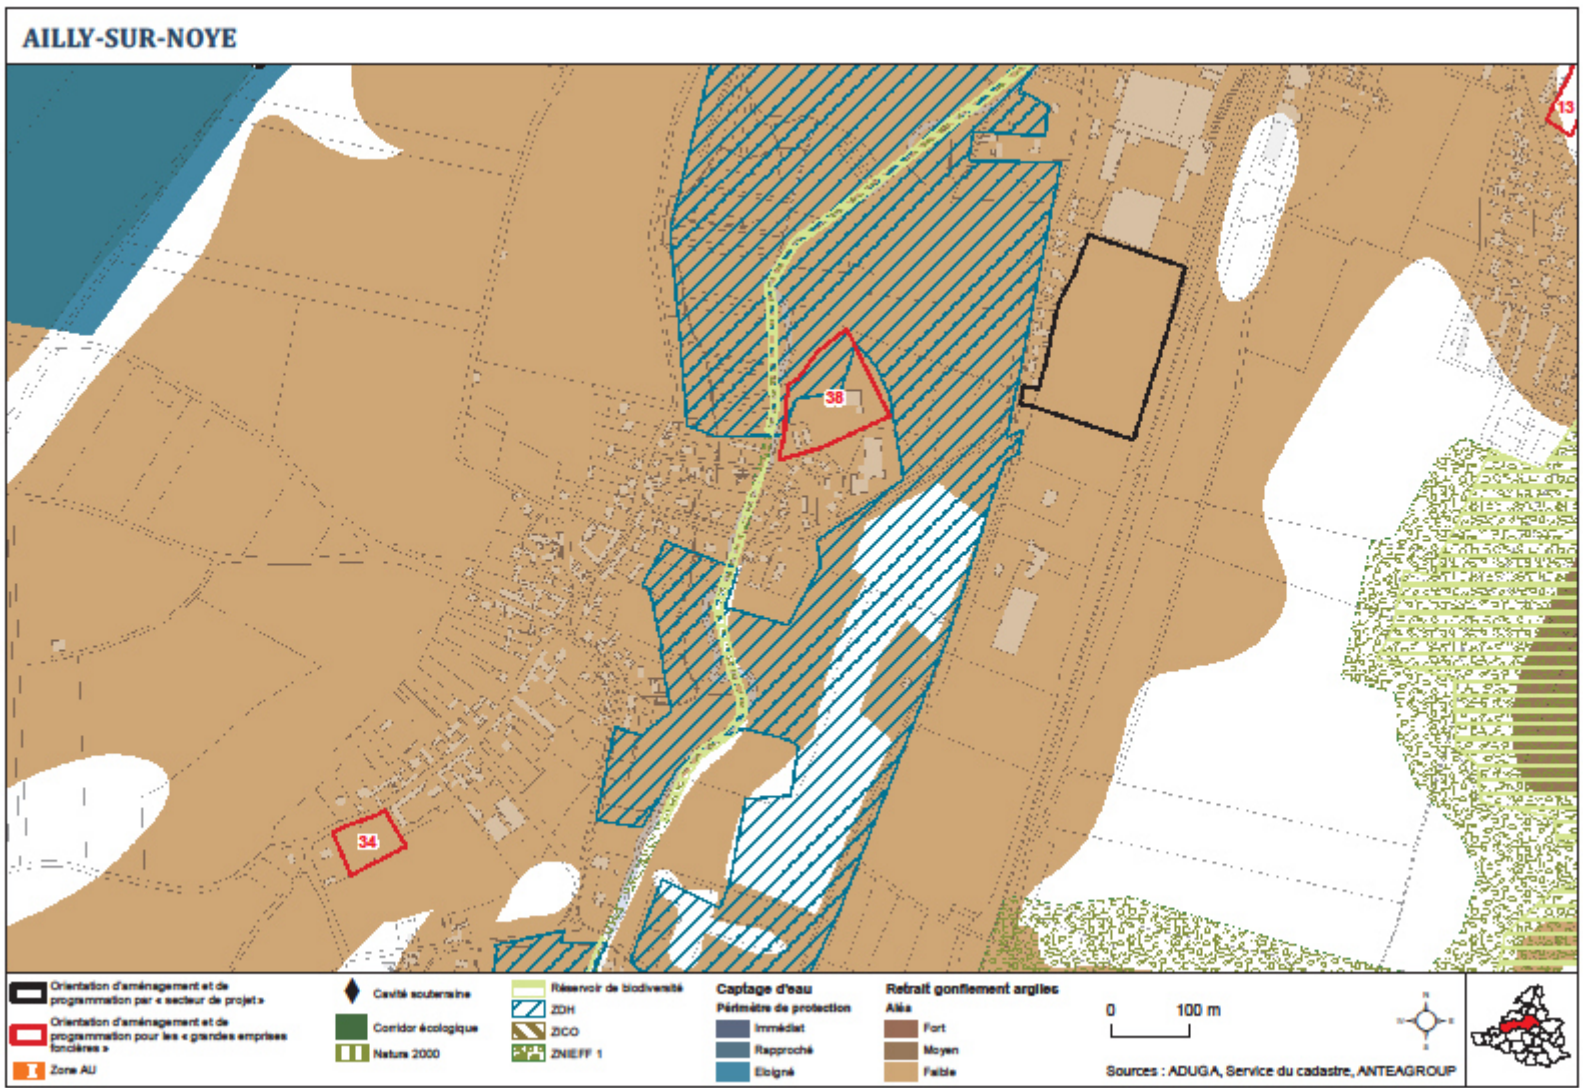 AILLY-SUR-NOYE
13
38
34
Orientation d'aménagement et de
programmation par « secteur de projet »
Orientation d'aménagement et de
programmation pour les « grandes emprises
foncières »
Zone AU
Cavité souterraine
Corridor écologique
Natura 2000
Réservoir de biodiversité
ZDH
ZICO
ZNIEFF 1
Captage d'eau
Périmètre de protection
Immédiat
Rapproché
Eloigné
Retrait gonflement argiles
Aléa
Fort
Moyen
Faible
0 100 m
N
Sources : ADUGA, Service du cadastre, ANTEAGROUP